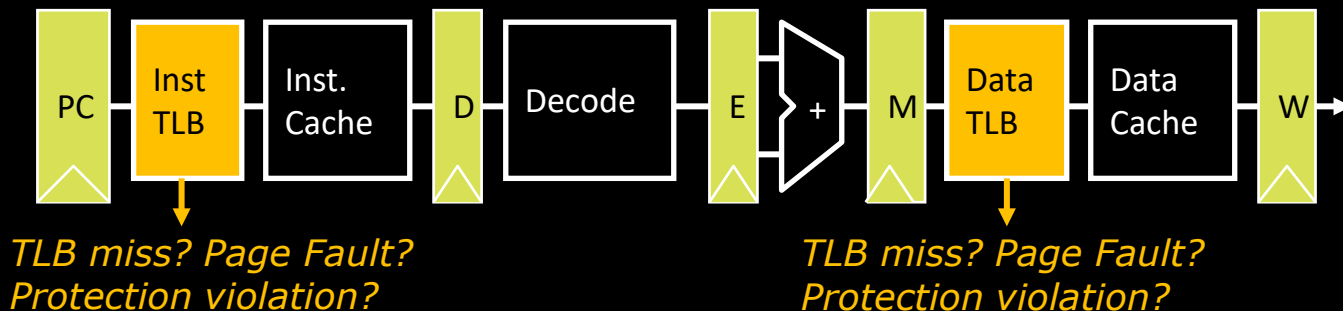 PC
Inst
TLB
Inst.
Cache
D
Decode
E
+
M
Data
TLB
Data
Cache
W
TLB miss? Page Fault?
Protection violation?
TLB miss? Page Fault?
Protection violation?